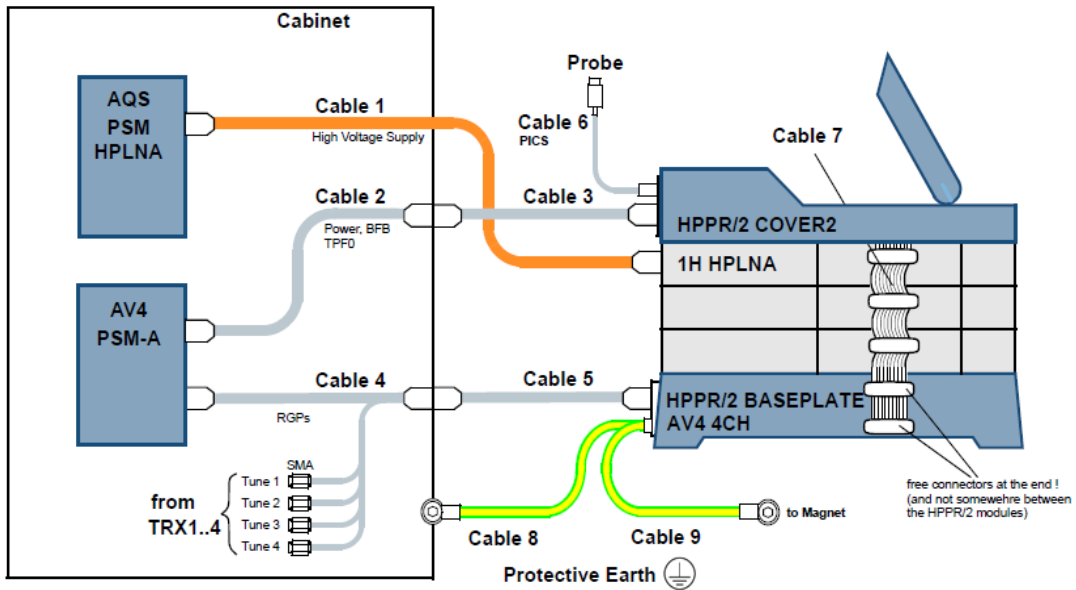 Cabinet
AQS
PSM
HPLNA
Cable 1
High Voltage Supply
Probe
Cable 6
PICS
Cable 7
Cable 2
Power, BFB
TPF0
Cable 3
HPPR/2 COVER2
1H HPLNA
AV4
PSM-A
Cable 4
RGPs
Cable 5
HPPR/2 BASEPLATE
AV4 4CH
SMA
Tune 1
Tune 2
Tune 3
Tune 4
from
TRX1..4
free connectors at the end !
(and not somewehre between
the HPPR/2 modules)
to Magnet
Cable 8
Cable 9
Protective Earth